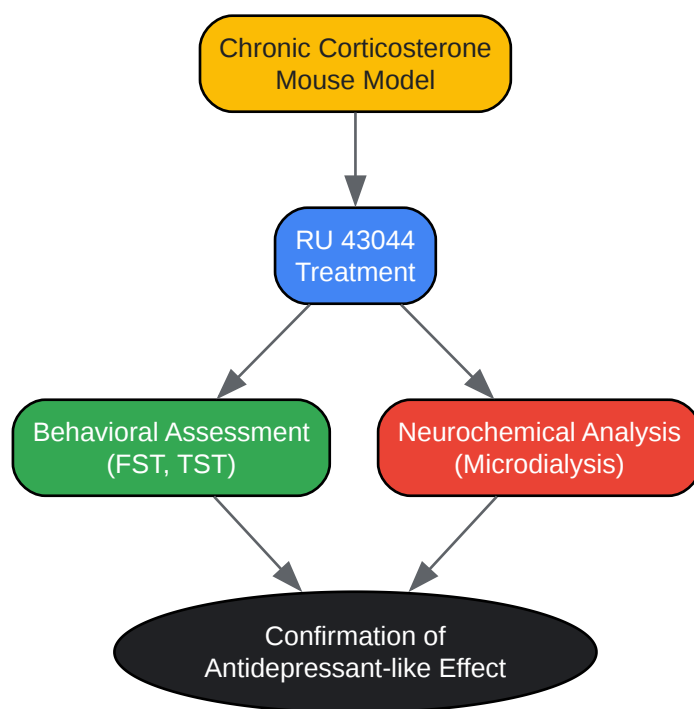 Chronic Corticosterone
Mouse Model
RU 43044
Treatment
Behavioral Assessment
(FST, TST)
Neurochemical Analysis
(Microdialysis)
Confirmation of
Antidepressant-like Effect